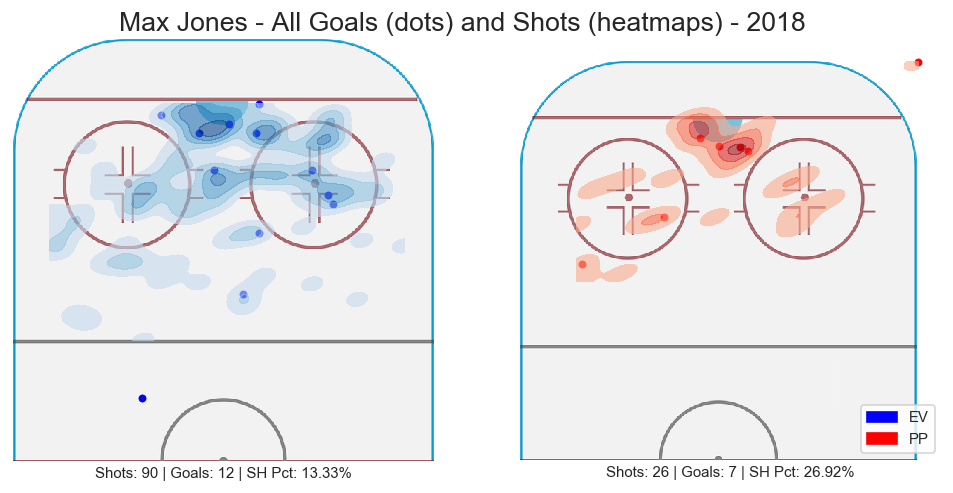 Max Jones - All Goals (dots) and Shots (heatmaps) - 2018
EV
PP
Shots: 90 | Goals: 12 | SH Pct: 13.33%
Shots: 26 | Goals: 7 | SH Pct: 26.92%